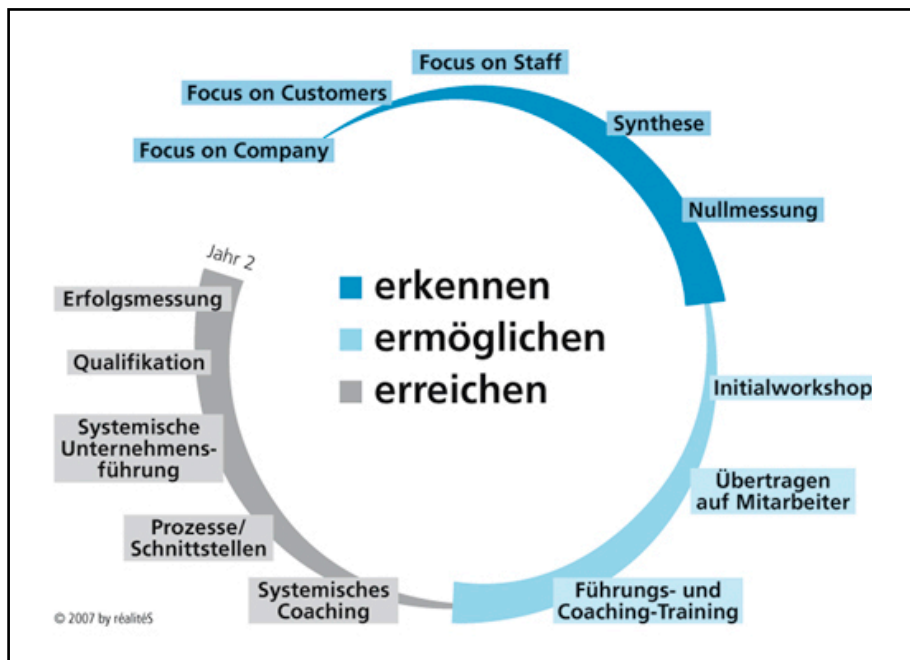 Focus on Staff
Focus on Customers
Synthese
Focus on Company
Nullmessung
Jahr 2
erkennen
Erfolgsmessung
ermöglichen
Qualifikation
erreichen
Initialworkshop
Systemische
Unternehmens-
führung
Übertragen
auf Mitarbeiter
Prozesse/
Schnittstellen
Systemisches
Coaching
Führungs- und
Coaching-Training
© 2007 by réalitéS